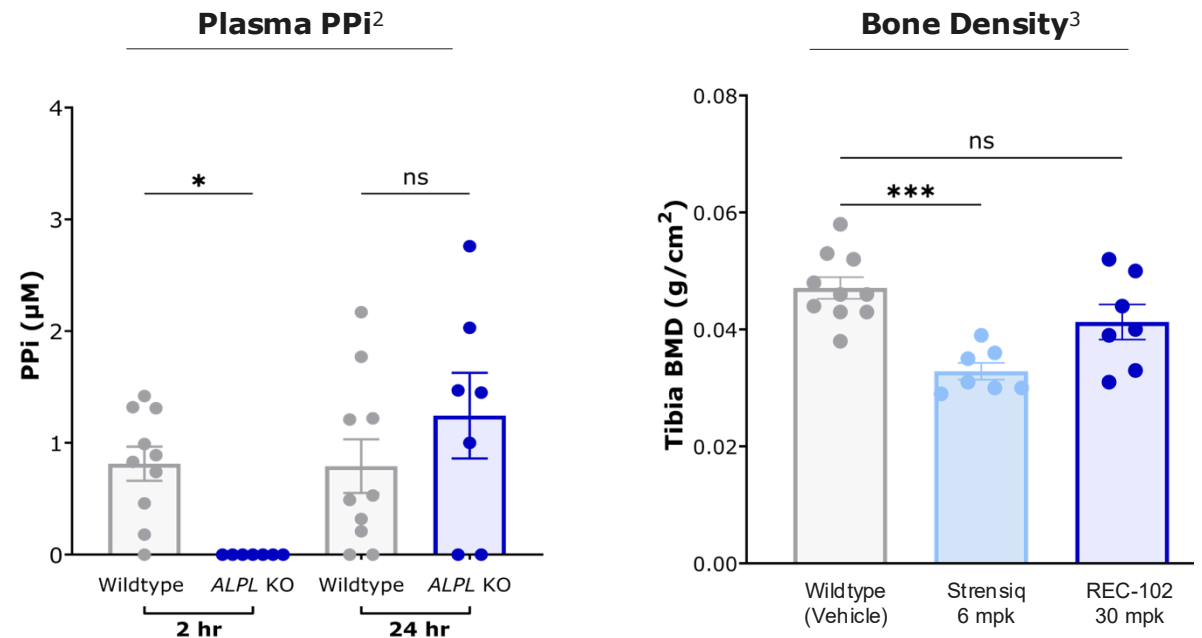 Plasma PPi²
PPi (µM)
4
3
2
1
0
*
ns
Wildtype
ALPL KO
Wildtype
ALPL KO
2 hr
24 hr
Bone Density³
Tibia BMD (g/cm²)
0.08
0.06
0.04
0.02
0.00
ns
***
Wildtype
(Vehicle)
Strensiq
6 mpk
REC-102
30 mpk